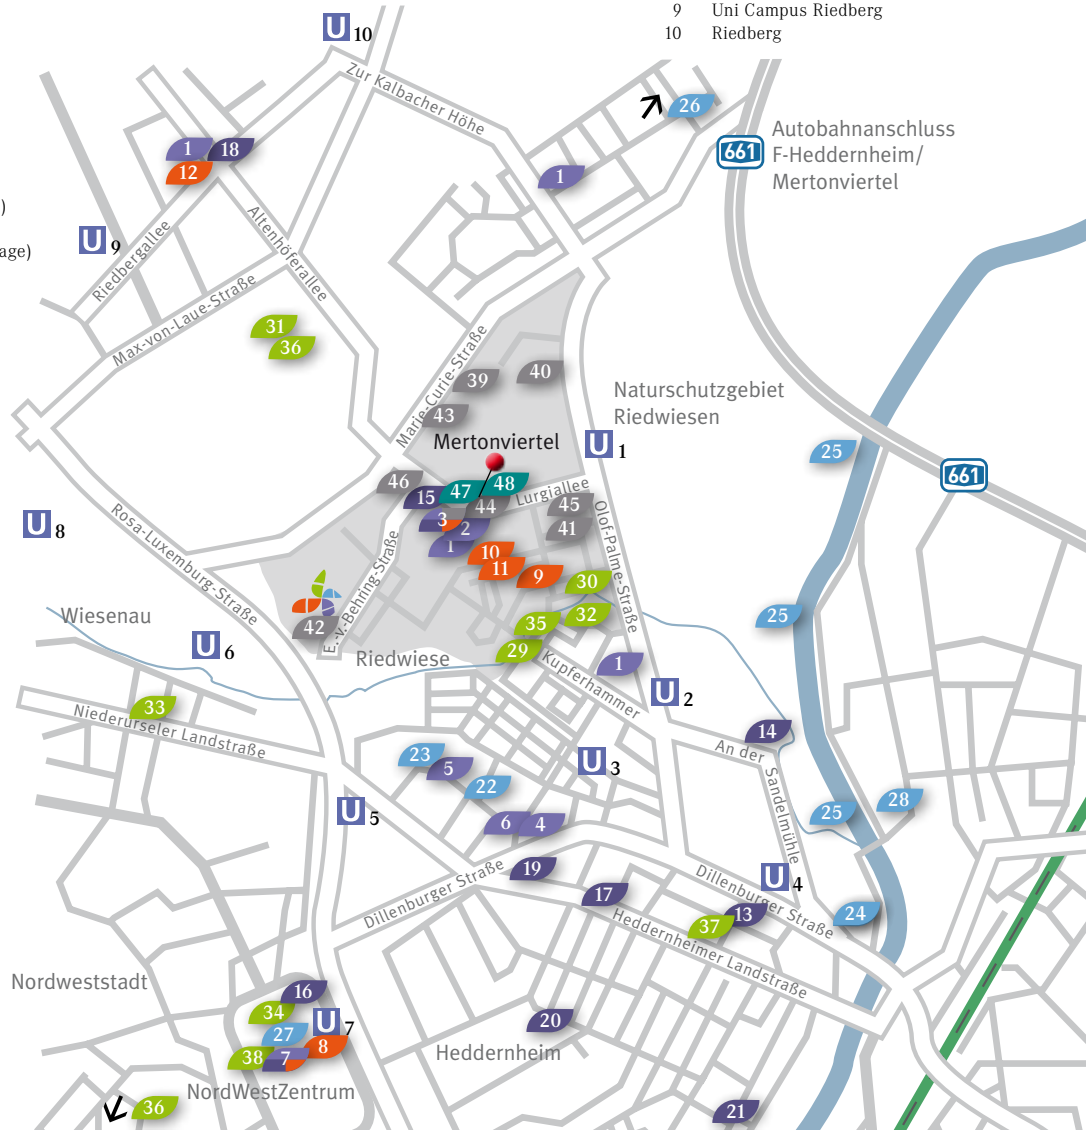 9 Uni Campus Riedberg
10 Riedberg
U 10
Zur Kalbacher Höhe
26
661
Autobahnanschluss
F-Heddernheim/
Mertonviertel
1
18
12
1
)
age)
U 9
Riedbergallee
Altenhöferallee
Max-von-Laue-Straße
31
36
Marie-Curie-Straße
39
40
43
Naturschutzgebiet
Riedwiesen
Mertonviertel
U 1
25
661
46
15
47
48
44
Lurgiallee
45
41
3
2
1
10
11
9
30
Olof-Palme-Straße
U 8
Rosa-Luxemburg-Straße
E.-v.-Behring-Straße
42
Wiesenau
U 6
Riedwiese
35
32
29
Kupferhammer
1
25
U 2
33
Niederurseler Landstraße
14
An der Sandelmühle
23
5
22
U 3
U 5
6
4
25
28
19
Dillenburger Straße
17
U 4
Dillenburger Straße
13
37
24
Heddernheimer Landstraße
Nordweststadt
16
34
27
U 7
8
38
7
NordWestZentrum
20
Heddernheim
36
21